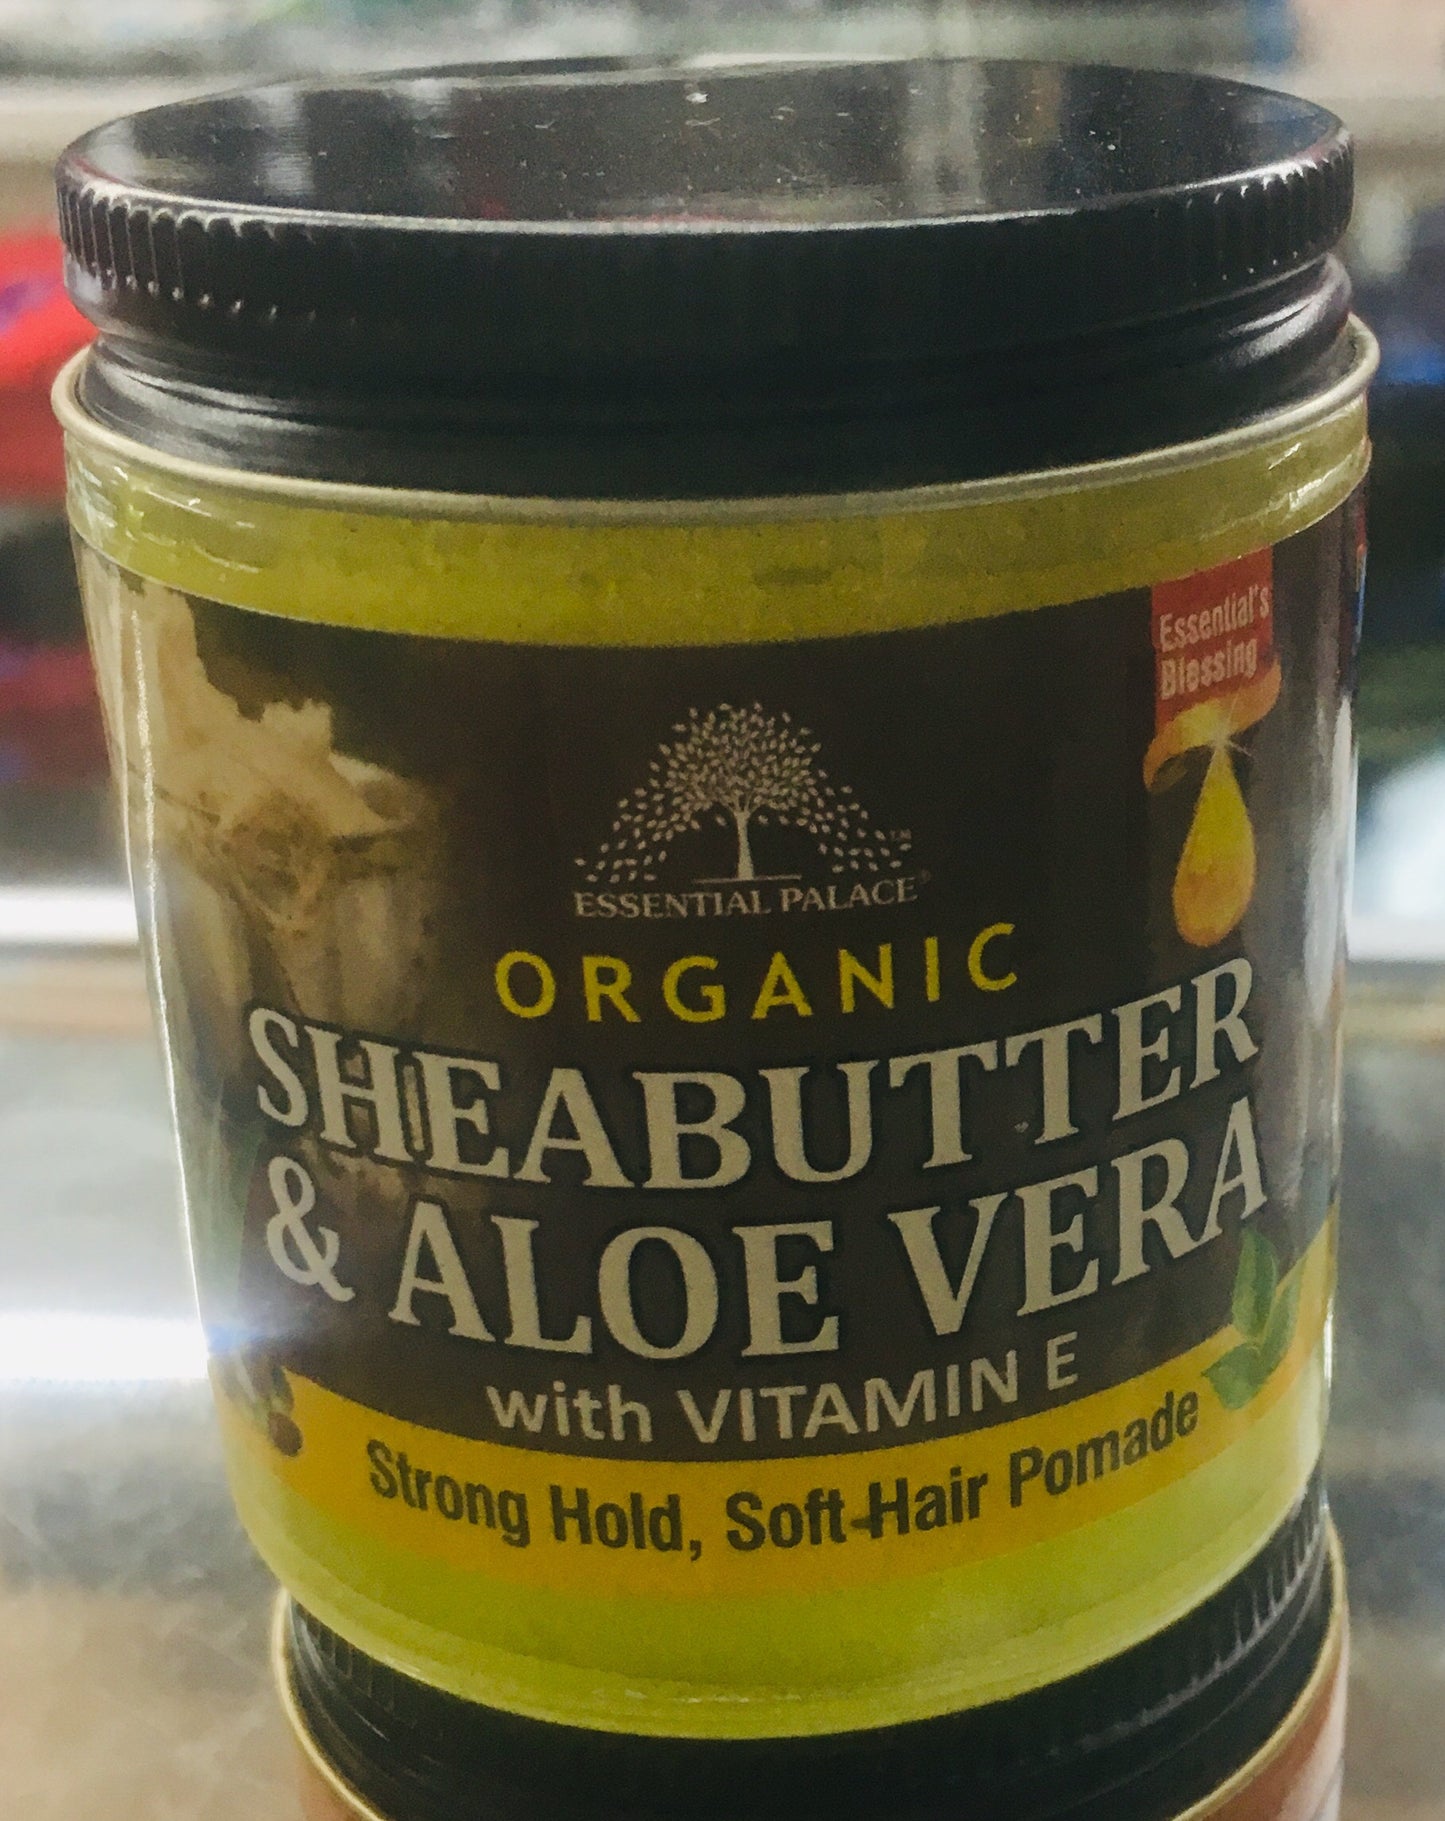 Essential's
Blessing
ESSENTIAL PALACE®
ORGANIC
SHEABUTTER
& ALOE VERA
with VITAMIN E
Strong Hold, Soft-Hair Pomade